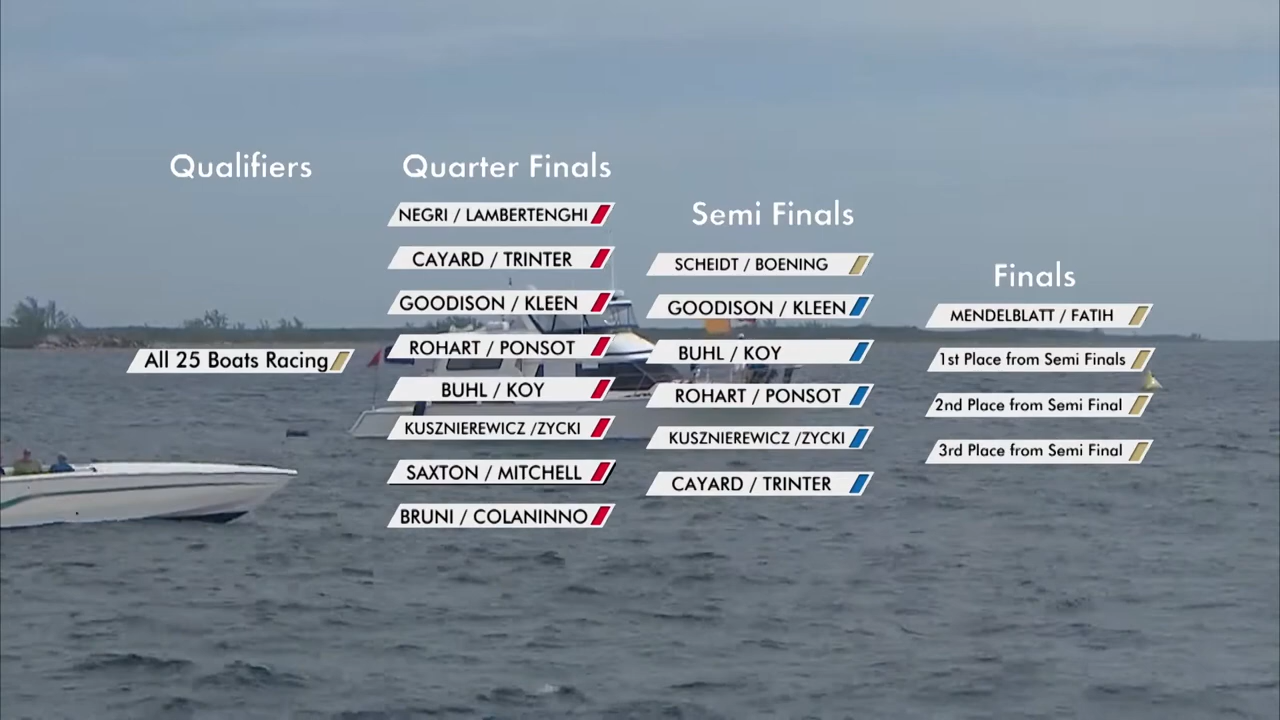 Qualifiers
All 25 Boats Racing
Quarter Finals
NEGRI / LAMBERTENGHI
CAYARD / TRINTER
GOODISON / KLEEN
ROHART / PONSOT
BUHL / KOY
KUSZNIEREWICZ /ZYCKI
SAXTON / MITCHELL
BRUNI / COLANINNO
Semi Finals
SCHEIDT / BOENING
GOODISON / KLEEN
BUHL / KOY
ROHART / PONSOT
KUSZNIEREWICZ /ZYCKI
CAYARD / TRINTER
Finals
MENDELBLATT / FATIH
1st Place from Semi Finals
2nd Place from Semi Final
3rd Place from Semi Final